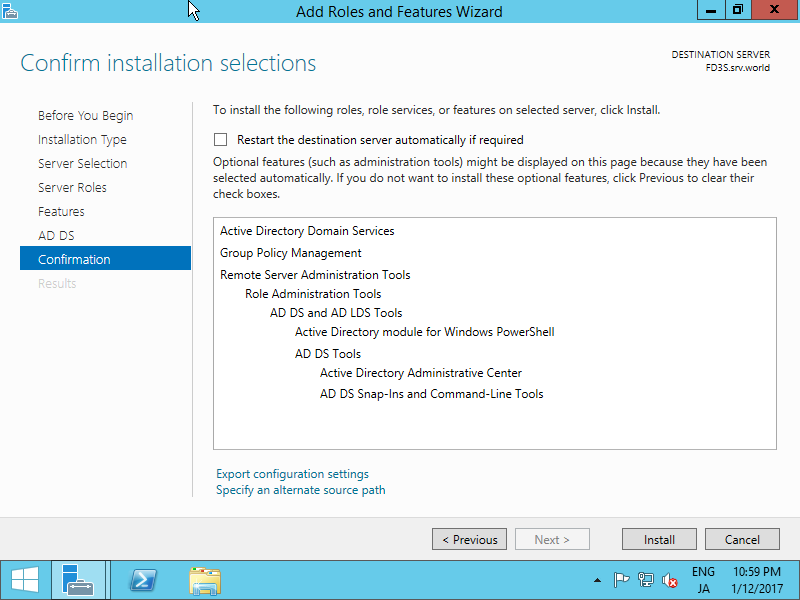 Add Roles and Features Wizard
Confirm installation selections
DESTINATION SERVER
FD3S.srv.world
Before You Begin
Installation Type
Server Selection
Server Roles
Features
AD DS
Confirmation
Results
To install the following roles, role services, or features on selected server, click Install.
Restart the destination server automatically if required
Optional features (such as administration tools) might be displayed on this page because they have been
selected automatically. If you do not want to install these optional features, click Previous to clear their
check boxes.
Active Directory Domain Services
Group Policy Management
Remote Server Administration Tools
Role Administration Tools
AD DS and AD LDS Tools
Active Directory module for Windows PowerShell
AD DS Tools
Active Directory Administrative Center
AD DS Snap-Ins and Command-Line Tools
Export configuration settings
Specify an alternate source path
< Previous
Next >
Install
Cancel
ENG
JA
10:59 PM
1/12/2017